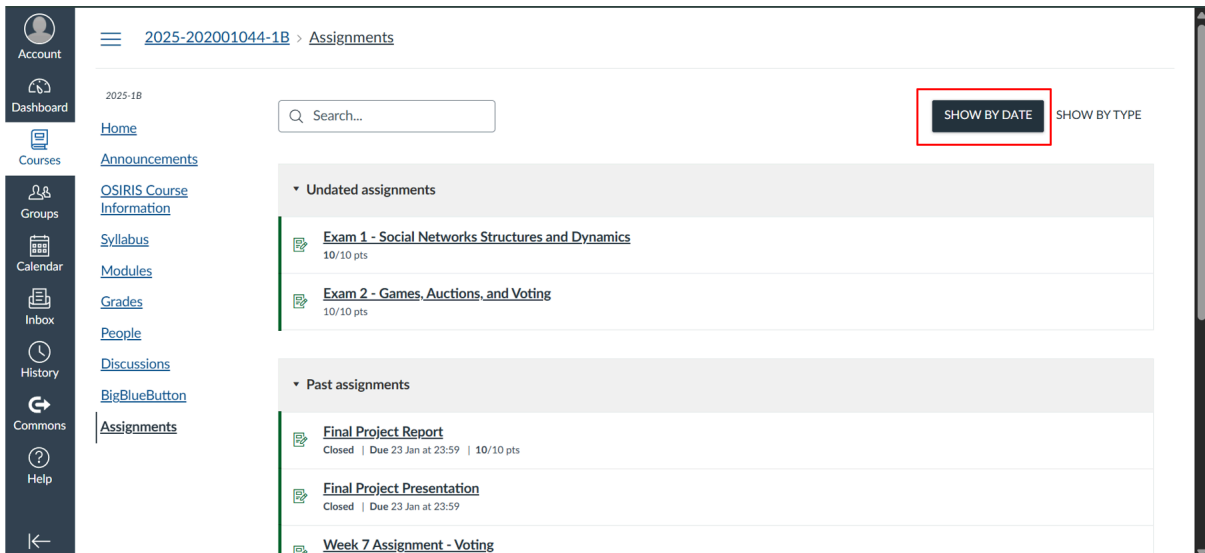 Account
Dashboard
Courses
Groups
Calendar
Inbox
History
Commons
Help
2025-202001044-1B > Assignments
2025-1B
Home
Announcements
OSIRIS Course
Information
Syllabus
Modules
Grades
People
Discussions
BigBlueButton
Assignments
Search...
SHOW BY DATE SHOW BY TYPE
Undated assignments
Exam 1 - Social Networks Structures and Dynamics
10/10 pts
Exam 2 - Games, Auctions, and Voting
10/10 pts
Past assignments
Final Project Report
Closed | Due 23 Jan at 23:59 | 10/10 pts
Final Project Presentation
Closed | Due 23 Jan at 23:59
Week 7 Assignment - Voting